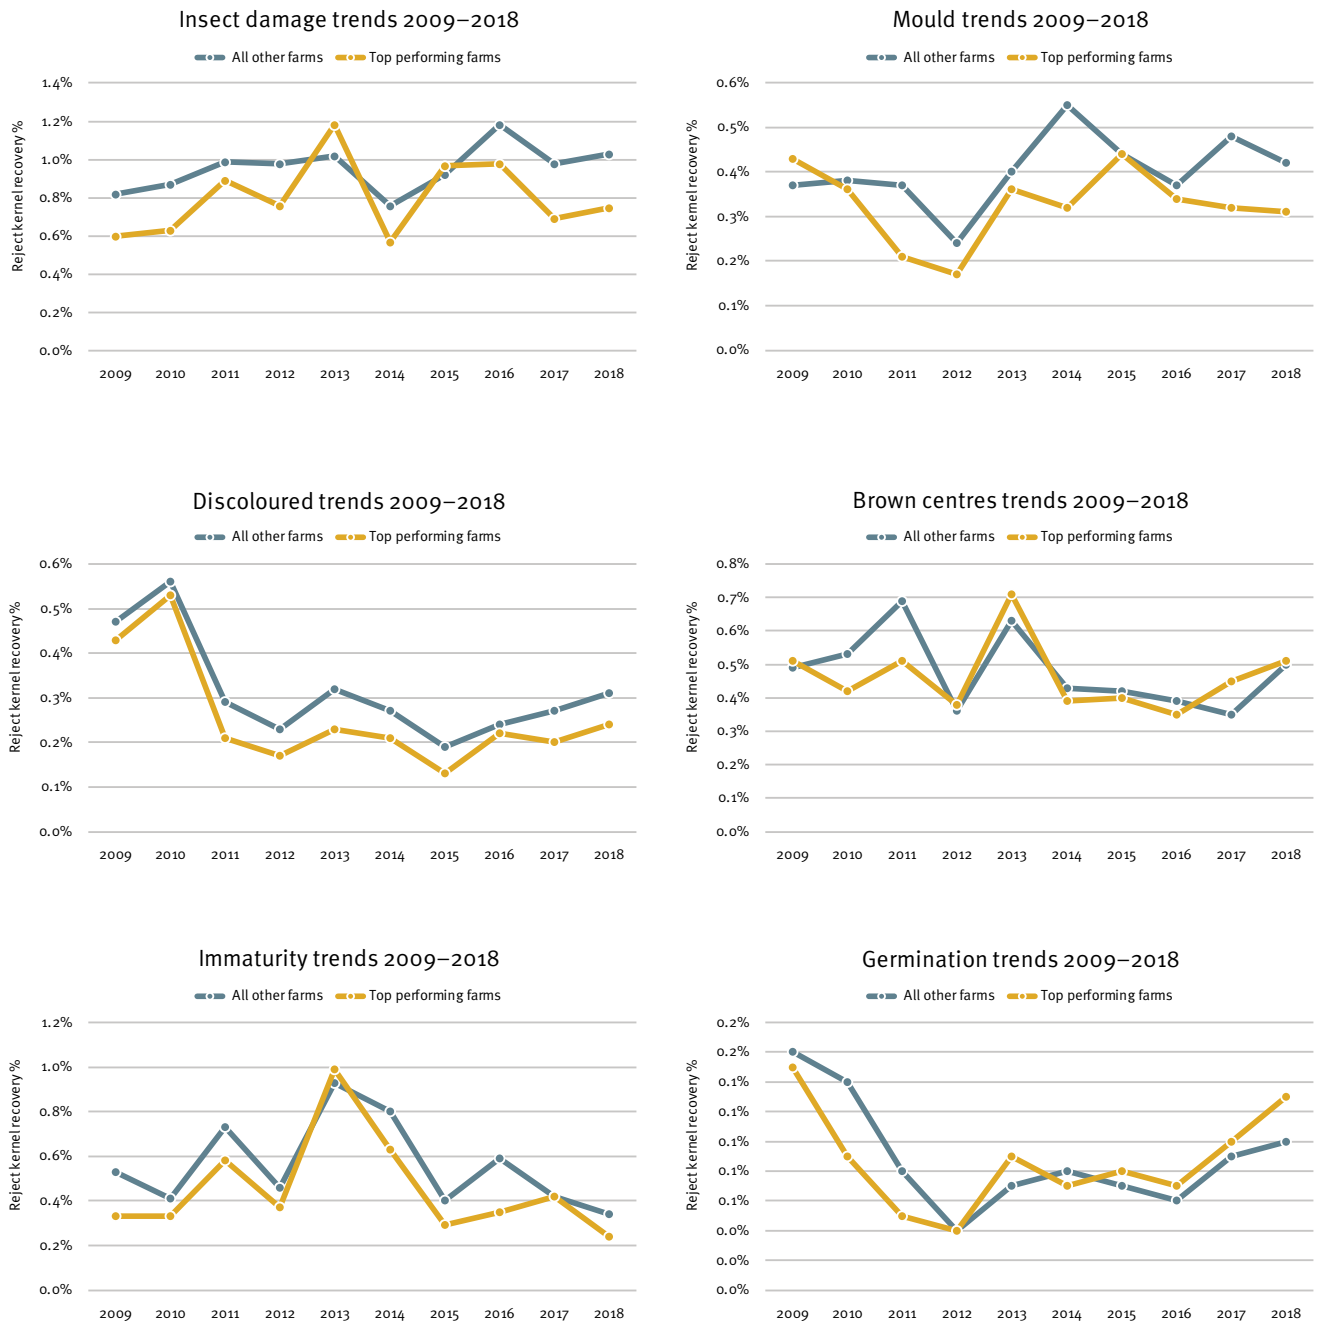 Insect damage trends 2009–2018
All other farms Top performing farms
Reject kernel recovery %
1.4%
1.2%
1.0%
0.8%
0.6%
0.4%
0.2%
0.0%
2009 2010 2011 2012 2013 2014 2015 2016 2017 2018
Mould trends 2009–2018
All other farms Top performing farms
Reject kernel recovery %
0.6%
0.5%
0.4%
0.3%
0.2%
0.1%
0.0%
2009 2010 2011 2012 2013 2014 2015 2016 2017 2018
Discoloured trends 2009–2018
All other farms Top performing farms
Reject kernel recovery %
0.6%
0.5%
0.4%
0.3%
0.2%
0.1%
0.0%
2009 2010 2011 2012 2013 2014 2015 2016 2017 2018
Brown centres trends 2009–2018
All other farms Top performing farms
Reject kernel recovery %
0.8%
0.7%
0.6%
0.5%
0.4%
0.3%
0.2%
0.1%
0.0%
2009 2010 2011 2012 2013 2014 2015 2016 2017 2018
Immaturity trends 2009–2018
All other farms Top performing farms
Reject kernel recovery %
1.2%
1.0%
0.8%
0.6%
0.4%
0.2%
0.0%
2009 2010 2011 2012 2013 2014 2015 2016 2017 2018
Germination trends 2009–2018
All other farms Top performing farms
Reject kernel recovery %
0.2%
0.2%
0.1%
0.1%
0.1%
0.1%
0.1%
0.0%
0.0%
0.0%
2009 2010 2011 2012 2013 2014 2015 2016 2017 2018